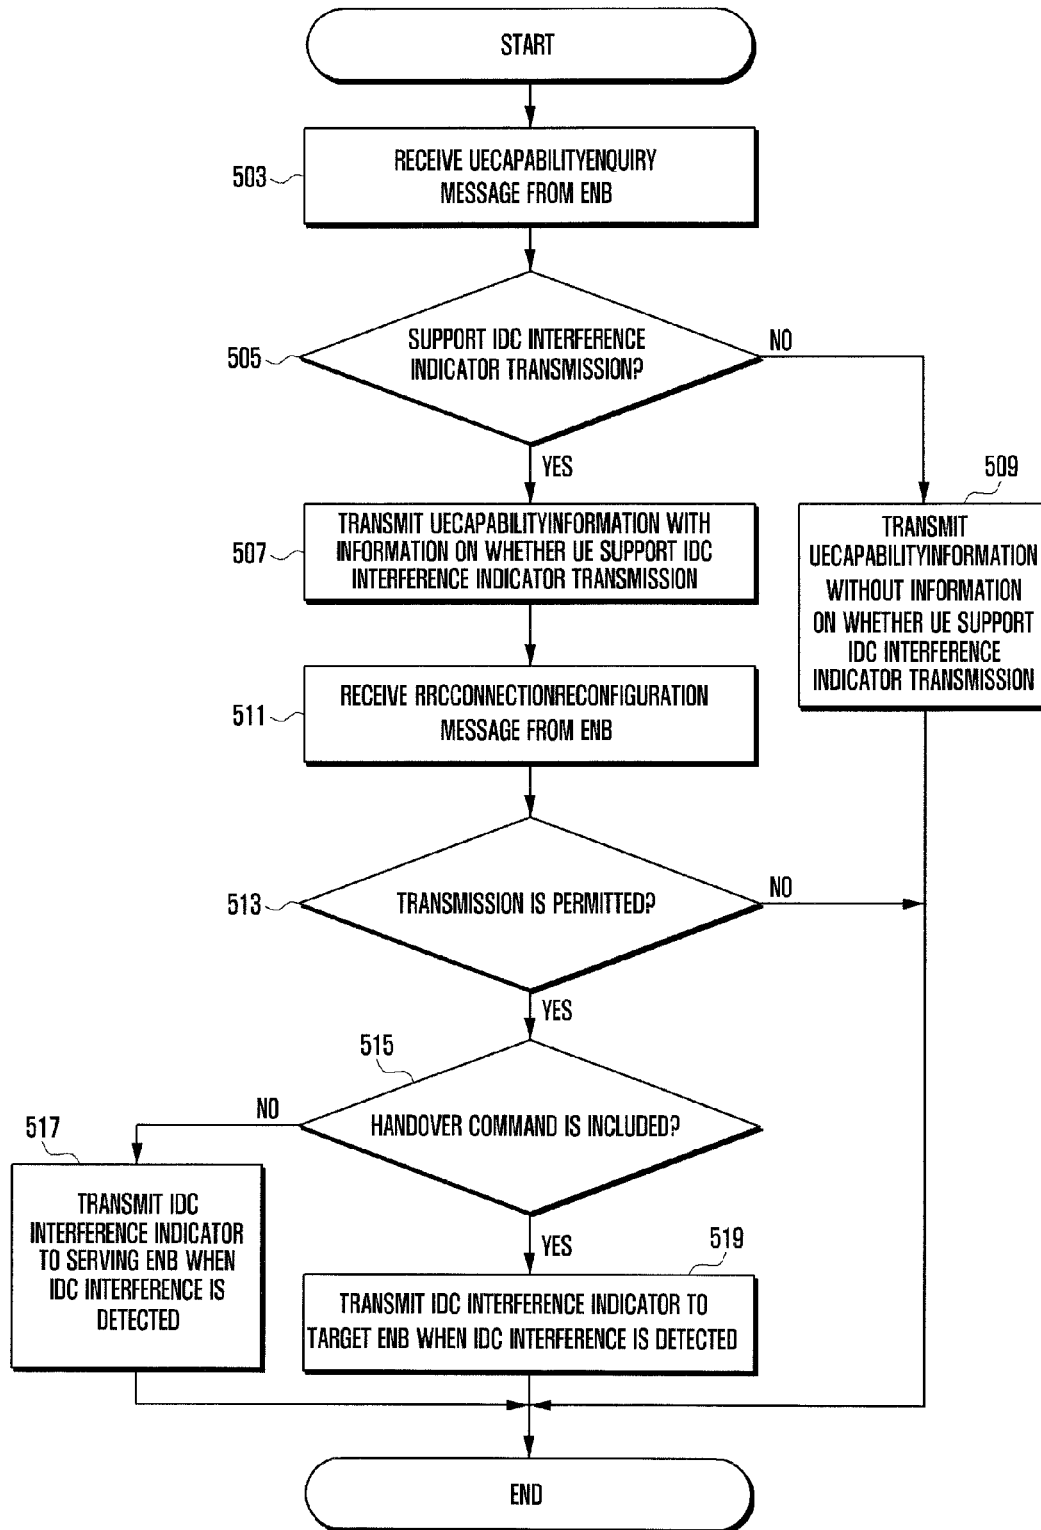 START
503
RECEIVE UECAPABILITYENQUIRY
MESSAGE FROM ENB
505
SUPPORT IDC INTERFERENCE
INDICATOR TRANSMISSION?
NO
YES
507
TRANSMIT UECAPABILITYINFORMATION WITH
INFORMATION ON WHETHER UE SUPPORT IDC
INTERFERENCE INDICATOR TRANSMISSION
509
TRANSMIT
UECAPABILITYINFORMATION
WITHOUT INFORMATION
ON WHETHER UE SUPPORT
IDC INTERFERENCE
INDICATOR TRANSMISSION
511
RECEIVE RRCCONNECTIONRECONFIGURATION
MESSAGE FROM ENB
513
TRANSMISSION IS PERMITTED?
NO
YES
515
HANDOVER COMMAND IS INCLUDED?
NO
YES
517
TRANSMIT IDC
INTERFERENCE INDICATOR
TO SERVING ENB WHEN
IDC INTERFERENCE IS
DETECTED
519
TRANSMIT IDC INTERFERENCE INDICATOR TO
TARGET ENB WHEN IDC INTERFERENCE IS DETECTED
END